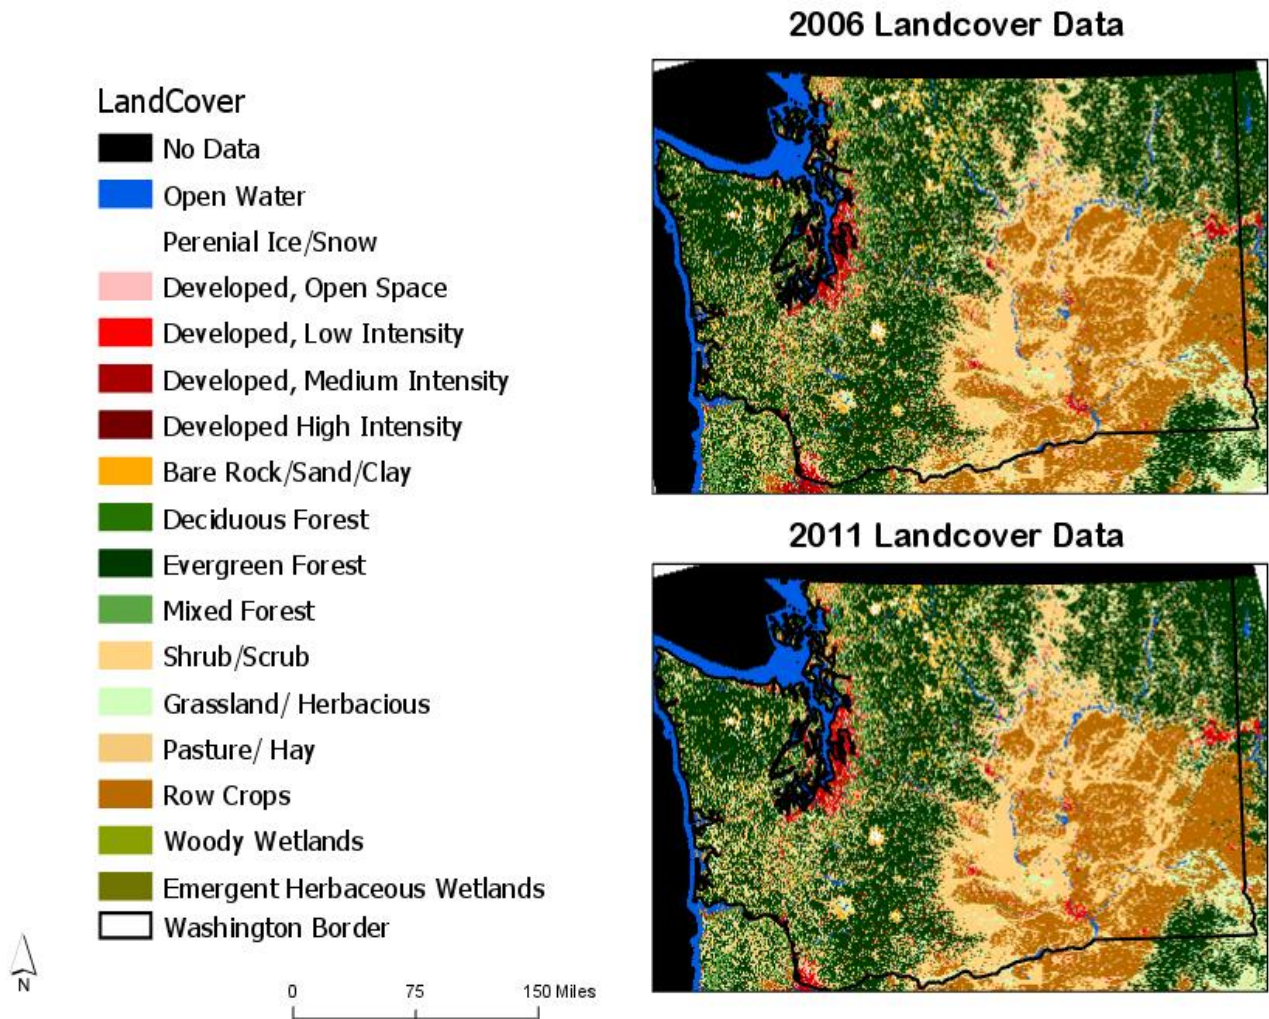 2006 Landcover Data
LandCover
No Data
Open Water
Perenial Ice/Snow
Developed, Open Space
Developed, Low Intensity
Developed, Medium Intensity
Developed High Intensity
Bare Rock/Sand/Clay
Deciduous Forest
Evergreen Forest
Mixed Forest
Shrub/Scrub
Grassland/ Herbacious
Pasture/ Hay
Row Crops
Woody Wetlands
Emergent Herbaceous Wetlands
Washington Border
N
0 75 150 Miles
2011 Landcover Data